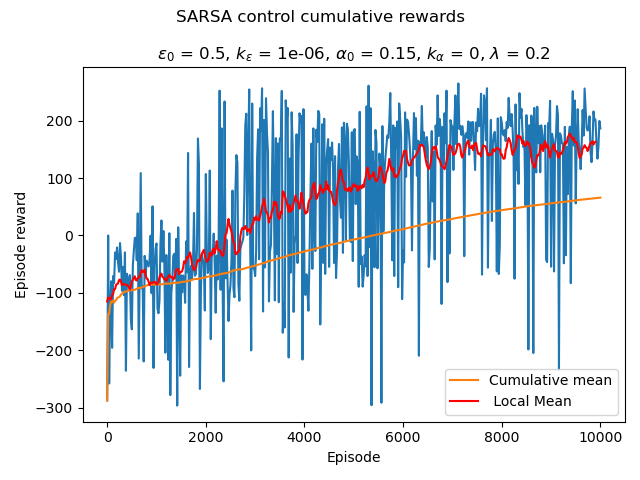 SARSA control cumulative rewards
ε₀ = 0.5, kε = 1e-06, α₀ = 0.15, kα = 0, λ = 0.2
Episode reward
200
100
0
−100
−200
−300
0
2000
4000
6000
8000
10000
Episode
Cumulative mean
Local Mean